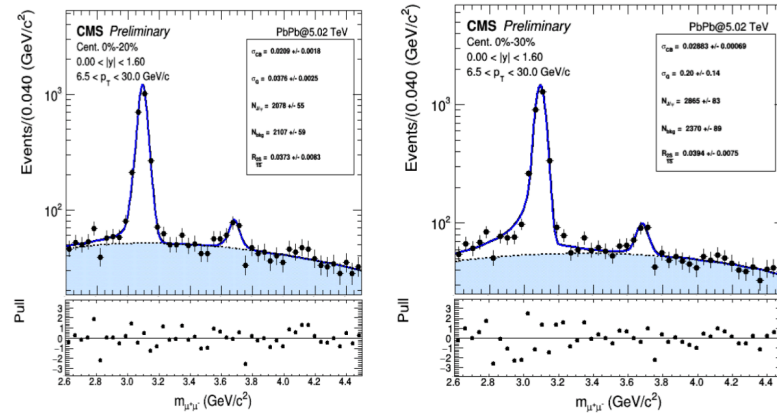 CMS Preliminary
PbPb@5.02 TeV
Cent. 0%-20%
0.00 < |y| < 1.60
6.5 < p_T < 30.0 GeV/c
σ_CB = 0.0209 +/- 0.0018
σ_G = 0.0376 +/- 0.0025
N_J/ψ = 2078 +/- 55
N_bkg = 2107 +/- 59
R_2S/1S = 0.0373 +/- 0.0083
Events/(0.040 (GeV/c²)
10³
10²
Pull
3
2
1
0
-1
-2
-3
2.6 2.8 3.0 3.2 3.4 3.6 3.8 4.0 4.2 4.4
m_μ⁺μ⁻ (GeV/c²)
CMS Preliminary
PbPb@5.02 TeV
Cent. 0%-30%
0.00 < |y| < 1.60
6.5 < p_T < 30.0 GeV/c
σ_CB = 0.02883 +/- 0.00069
σ_G = 0.20 +/- 0.14
N_J/ψ = 2865 +/- 83
N_bkg = 2370 +/- 89
R_2S/1S = 0.0394 +/- 0.0075
Events/(0.040 (GeV/c²)
10³
10²
Pull
3
2
1
0
-1
-2
-3
2.6 2.8 3.0 3.2 3.4 3.6 3.8 4.0 4.2 4.4
m_μ⁺μ⁻ (GeV/c²)